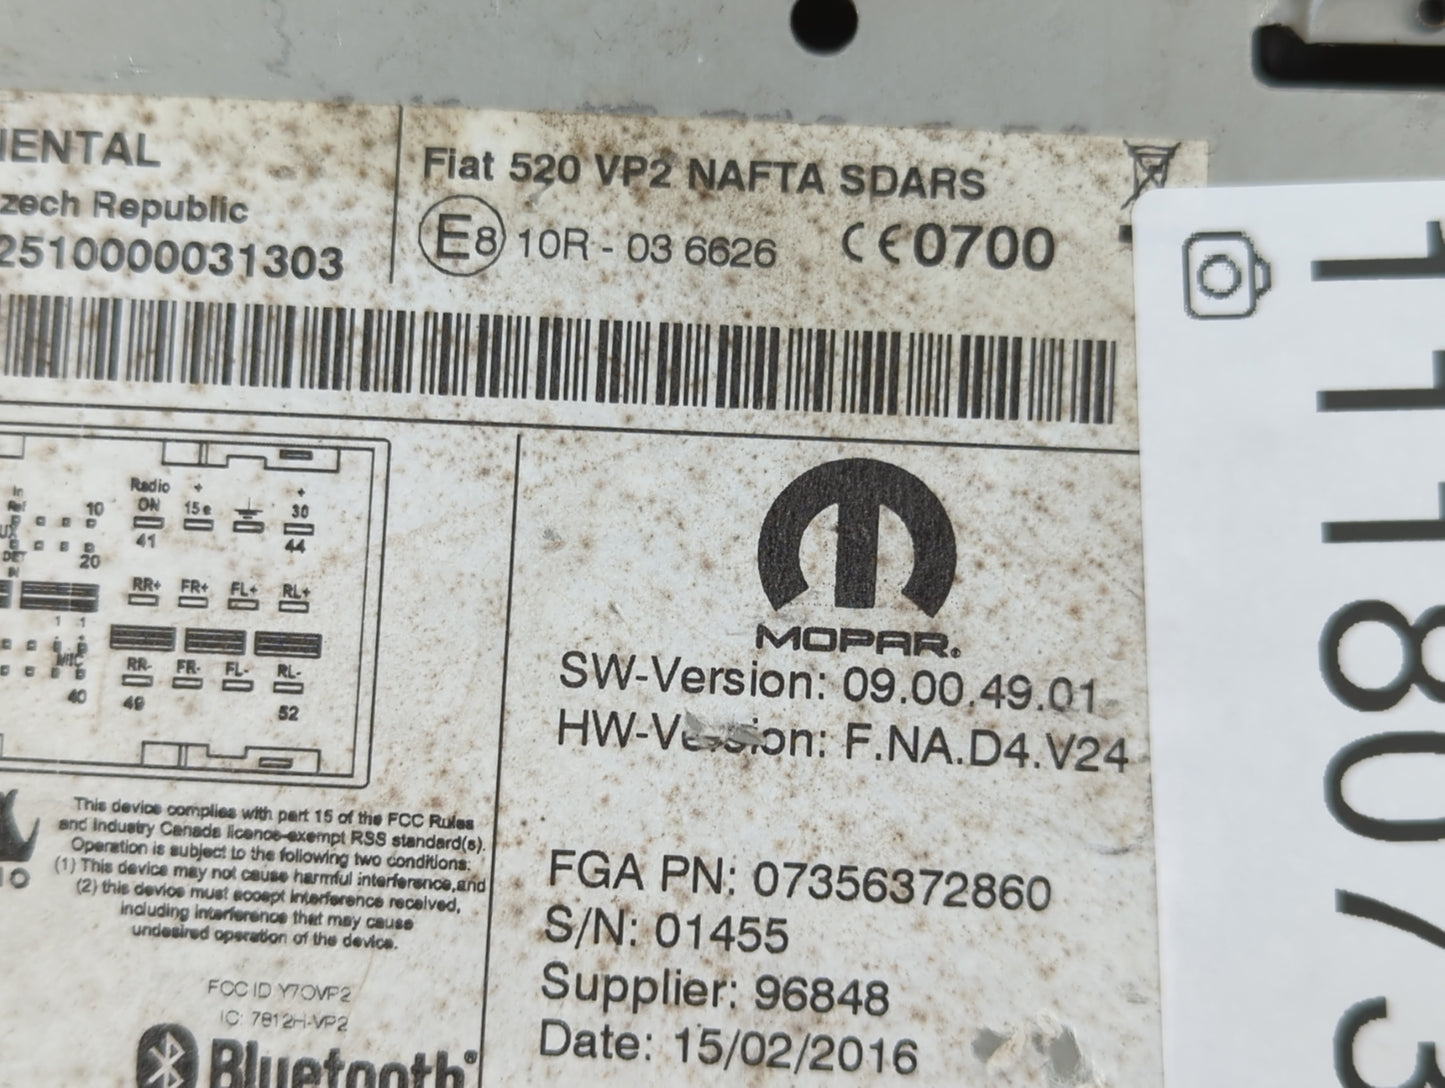 IENTAL
zech Republic
2510000031303
Fiat 520 VP2 NAFTA SDARS
E8 10R - 03 6626 CE0700
In
10
20
DET
IN
1 1
MIC
40
Radio
ON
+
15e
+
30
41
44
RR+ FR+ FL+ RL+
RR- FR- FL- RL-
49
52
MOPAR.
SW-Version: 09.00.49.01
HW-Version: F.NA.D4.V24
This device complies with part 15 of the FCC Rules
and Industry Canada licence-exempt RSS standard(s).
Operation is subject to the following two conditions:
(1) This device may not cause harmful interference,and
(2) this device must accept interference received,
including interference that may cause
undesired operation of the device.
FCC ID Y7OVP2
IC: 7812H-VP2
Bluetooth®
FGA PN: 07356372860
S/N: 01455
Supplier: 96848
Date: 15/02/2016
1118073